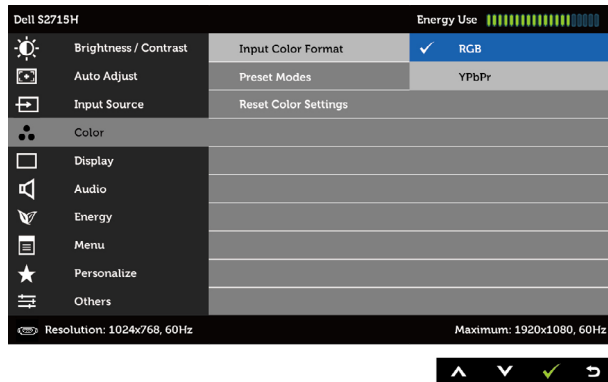 Dell S2715H Energy Use
Brightness / Contrast Input Color Format RGB
Auto Adjust Preset Modes YPbPr
Input Source Reset Color Settings
Color
Display
Audio
Energy
Menu
Personalize
Others
Resolution: 1024x768, 60Hz Maximum: 1920x1080, 60Hz